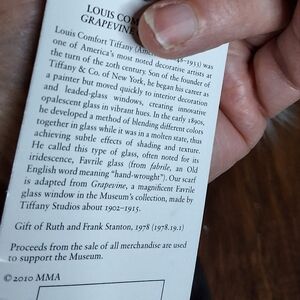 LOUIS COM
GRAPEVINE
Louis Comfort Tiffany (Ame 48–1933) was
one of America's most noted decorative artists at
the turn of the 20th century. Son of the founder of
Tiffany & Co. of New York, he began his career as
a painter but moved quickly to interior decoration
and leaded-glass windows, creating innovative
opalescent glass in vibrant hues. In the early 1890s,
he developed a method of blending different colors
together in glass while it was in a molten state, thus
achieving subtle effects of shading and texture.
He called this type of glass, often noted for its
iridescence, Favrile glass (from fabrile, an Old
English word meaning "hand-wrought"). Our scarf
is adapted from Grapevine, a magnificent Favrile
glass window in the Museum's collection, made by
Tiffany Studios about 1902–1915.
Gift of Ruth and Frank Stanton, 1978 (1978.19.1)
Proceeds from the sale of all merchandise are used
to support the Museum.
©2010 MMA